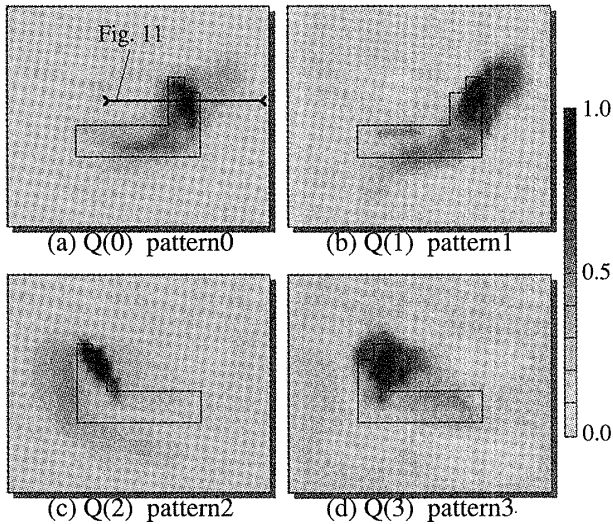 Fig. 11
(a) Q(0) pattern0
(b) Q(1) pattern1
1.0
0.5
0.0
(c) Q(2) pattern2
(d) Q(3) pattern3